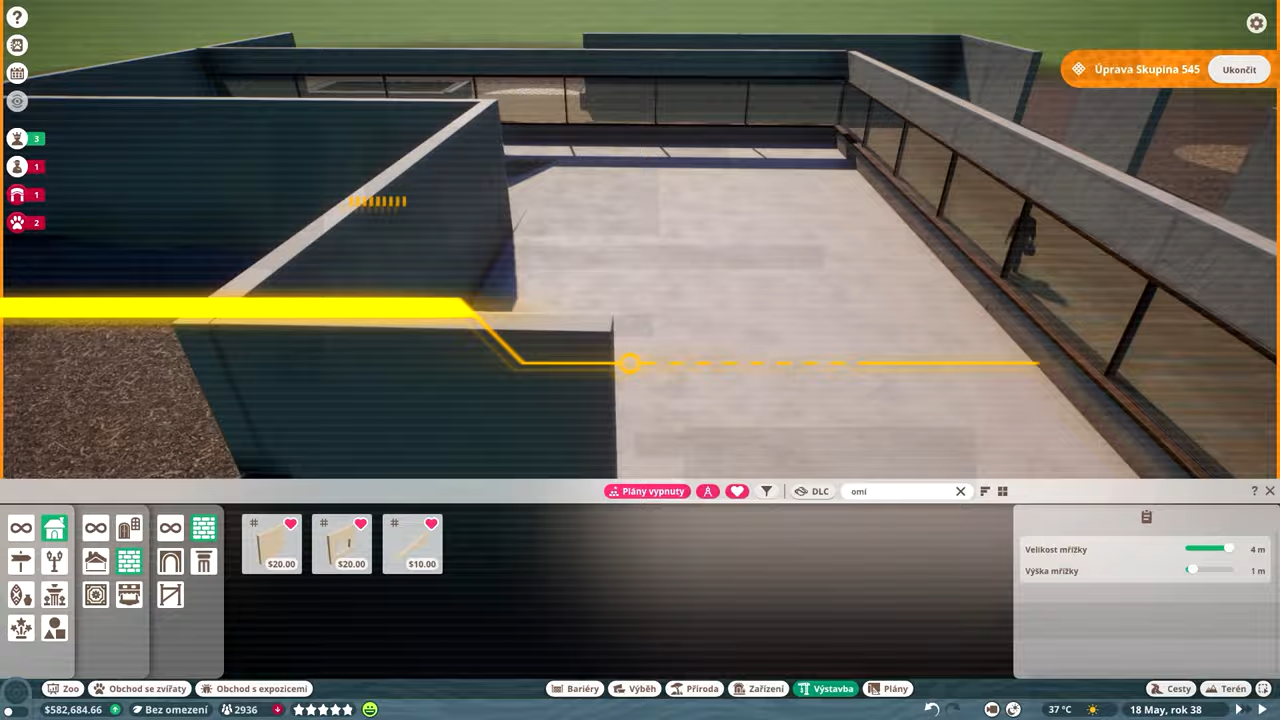 ?
Úprava Skupina 545
Ukončit
3
1
1
2
Plány vypnuty
DLC
omí
?
$20.00
$20.00
$10.00
Velikost mřížky
4 m
Výška mřížky
1 m
Zoo
Obchod se zvířaty
Obchod s expozicemi
Bariéry
Výběh
Příroda
Zařízení
Výstavba
Plány
Cesty
Terén
$582,684.66
Bez omezení
2936
37 °C
18 May, rok 38